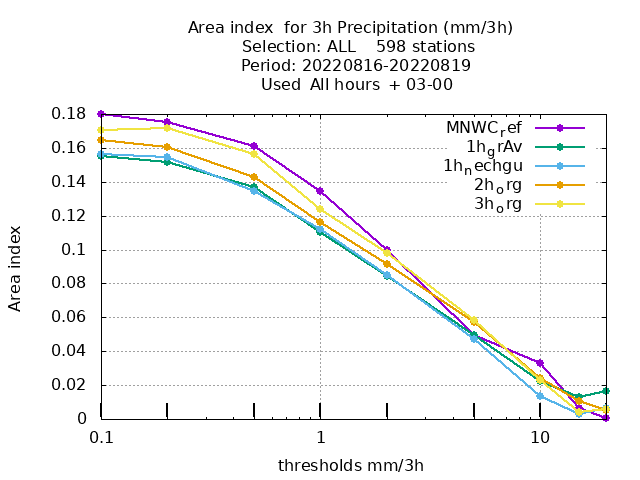 Area index  for 3h Precipitation (mm/3h)
Selection: ALL    598 stations
Period: 20220816-20220819
Used  All hours  + 03-00
MNWCref
1hgrAv
1hnechgu
2horg
3horg
0.18
0.16
0.14
0.12
0.1
0.08
0.06
0.04
0.02
0
Area index
0.1 1 10
thresholds mm/3h